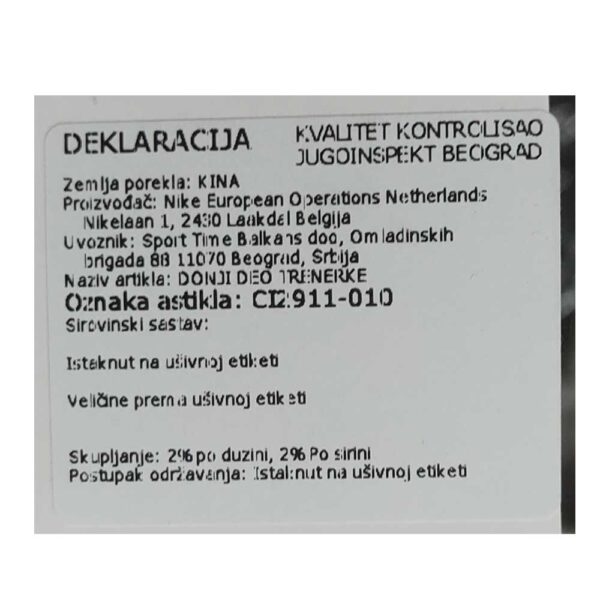 DEKLARACIJA
KVALITET KONTROLISAO
JUGOINSPEKT BEOGRAD
Zemlja porekla: KINA
Proizvođač: Nike European Operations Netherlands
Nikelaan 1, 2430 Laakdal Belgija
Uvoznik: Sport Time Balkans doo, Omladinskih
brigada 88 11070 Beograd, Srbija
Naziv artikla: DONJI DEO TRENERKE
Oznaka astikla: CI2911-010
Sirovinski sastav:
Istaknut na ušivnoj etiketi
Veličine prema ušivnoj etiketi
Skupljanje: 2% po duzini, 2% Po sirini
Postupak održavanja: Istaknut na ušivnoj etiketi